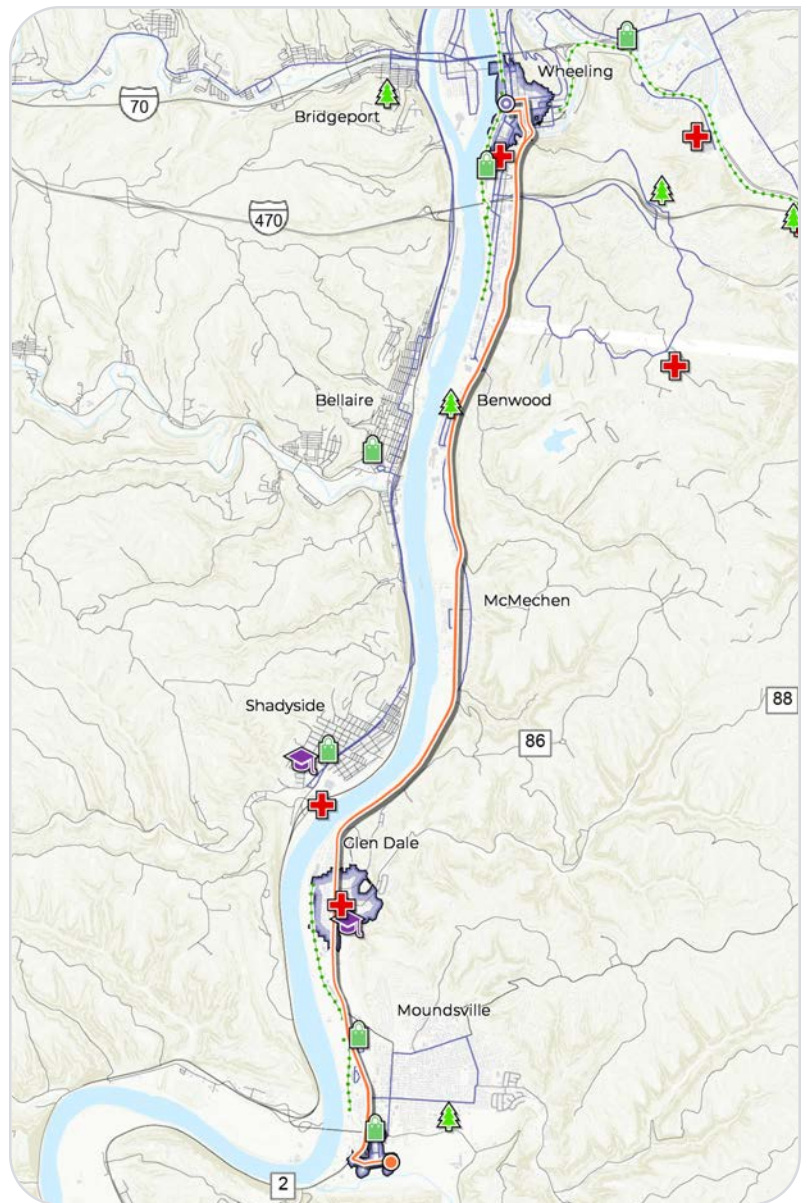 Wheeling
70
Bridgeport
470
Bellaire
Benwood
McMechen
Shadyside
88
86
Glen Dale
Moundsville
2